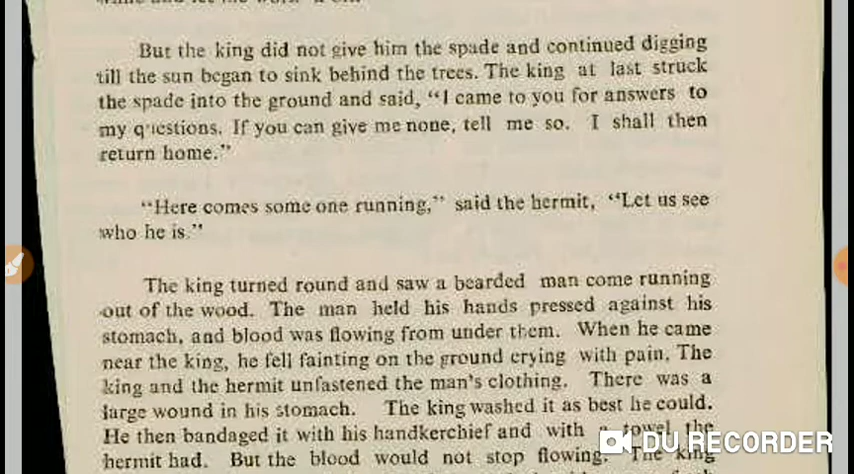 But the king did not give him the spade and continued digging
till the sun began to sink behind the trees. The king at last struck
the spade into the ground and said, “I came to you for answers to
my questions. If you can give me none, tell me so. I shall then
return home.”
“Here comes some one running,” said the hermit, “Let us see
who he is.”
The king turned round and saw a bearded man come running
out of the wood. The man held his hands pressed against his
stomach, and blood was flowing from under them. When he came
near the king, he fell fainting on the ground crying with pain. The
king and the hermit unfastened the man's clothing. There was a
large wound in his stomach. The king washed it as best he could.
He then bandaged it with his handkerchief and with a towel the
hermit had. But the blood would not stop flowing. The king
DU RECORDER